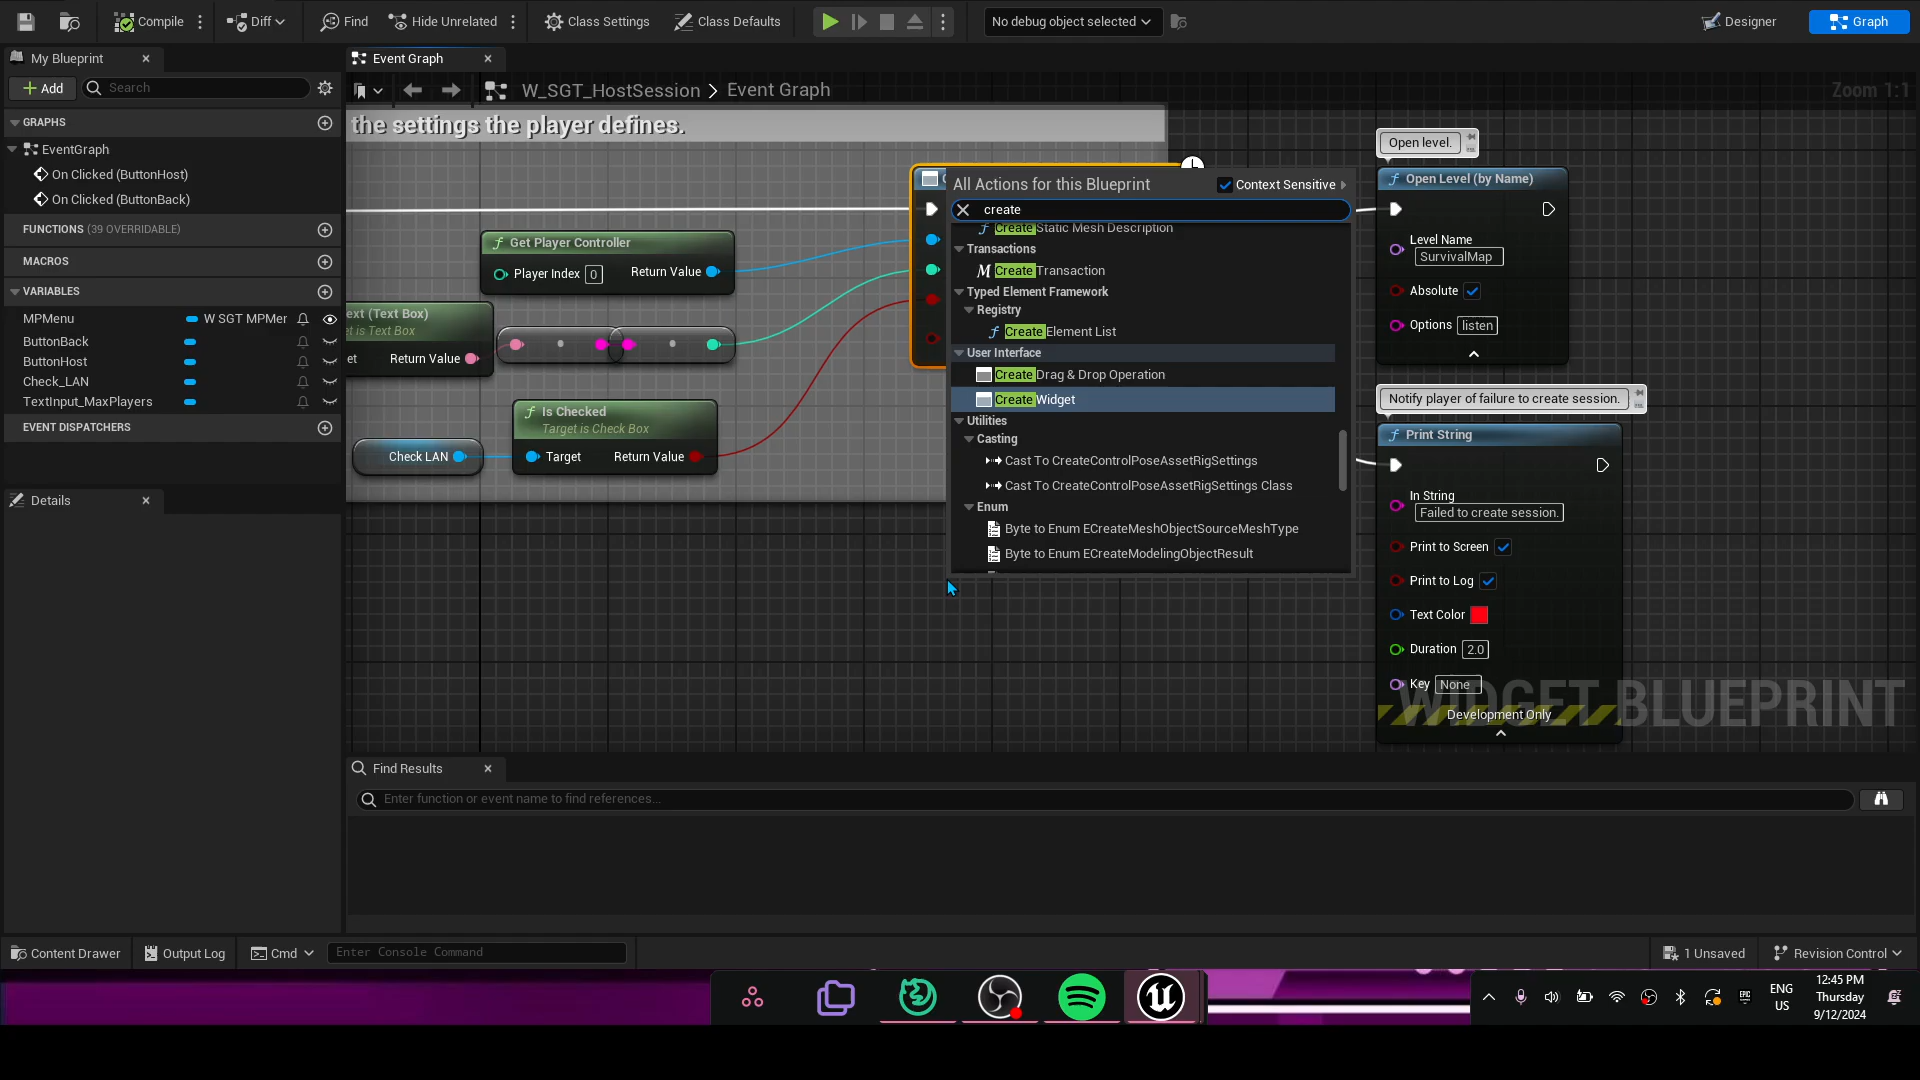 Compile
Diff
Find
Hide Unrelated
Class Settings
Class Defaults
No debug object selected
Designer
Graph
My Blueprint
Event Graph
Add
Search
W_SGT_HostSession > Event Graph
Zoom 1:1
GRAPHS
EventGraph
On Clicked (ButtonHost)
On Clicked (ButtonBack)
FUNCTIONS (39 OVERRIDABLE)
MACROS
VARIABLES
MPMenu
W SGT MPMer
ButtonBack
ButtonHost
Check_LAN
TextInput_MaxPlayers
EVENT DISPATCHERS
Details
the settings the player defines.
Get Player Controller
Player Index 0
Return Value
ext (Text Box)
et is Text Box
et
Return Value
Is Checked
Target is Check Box
Check LAN
Target
Return Value
All Actions for this Blueprint
Context Sensitive
create
Create Static Mesh Description
Transactions
Create Transaction
Typed Element Framework
Registry
Create Element List
User Interface
Create Drag & Drop Operation
Create Widget
Utilities
Casting
Cast To CreateControlPoseAssetRigSettings
Cast To CreateControlPoseAssetRigSettings Class
Enum
Byte to Enum ECreateMeshObjectSourceMeshType
Byte to Enum ECreateModelingObjectResult
Open level.
Open Level (by Name)
Level Name
SurvivalMap
Absolute
Options listen
Notify player of failure to create session.
Print String
In String
Failed to create session.
Print to Screen
Print to Log
Text Color
Duration 2.0
Key None
Development Only
WIDGET BLUEPRINT
Find Results
Enter function or event name to find references...
Content Drawer
Output Log
Cmd
Enter Console Command
1 Unsaved
Revision Control
EPIC
ENG
US
12:45 PM
Thursday
9/12/2024